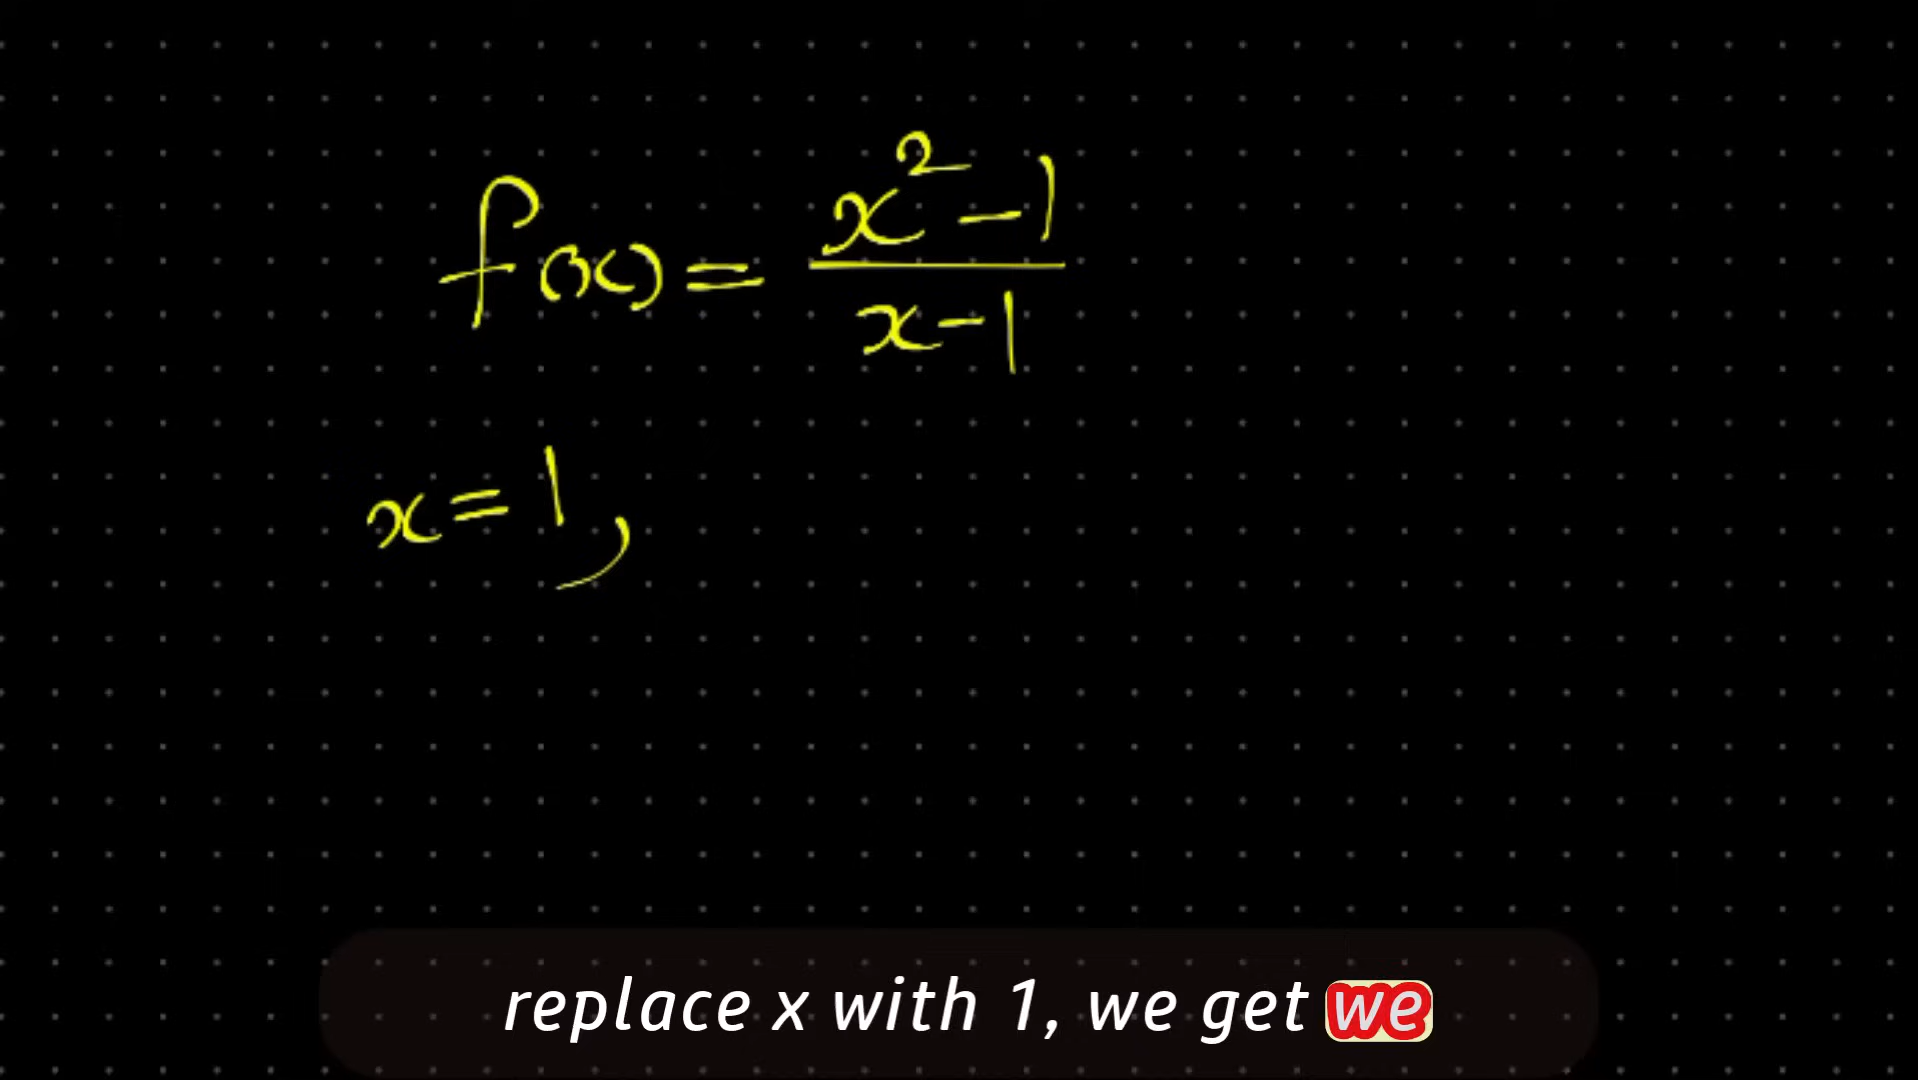 f(x) = x² - 1 / x - 1
x = 1,
replace x with 1, we get we